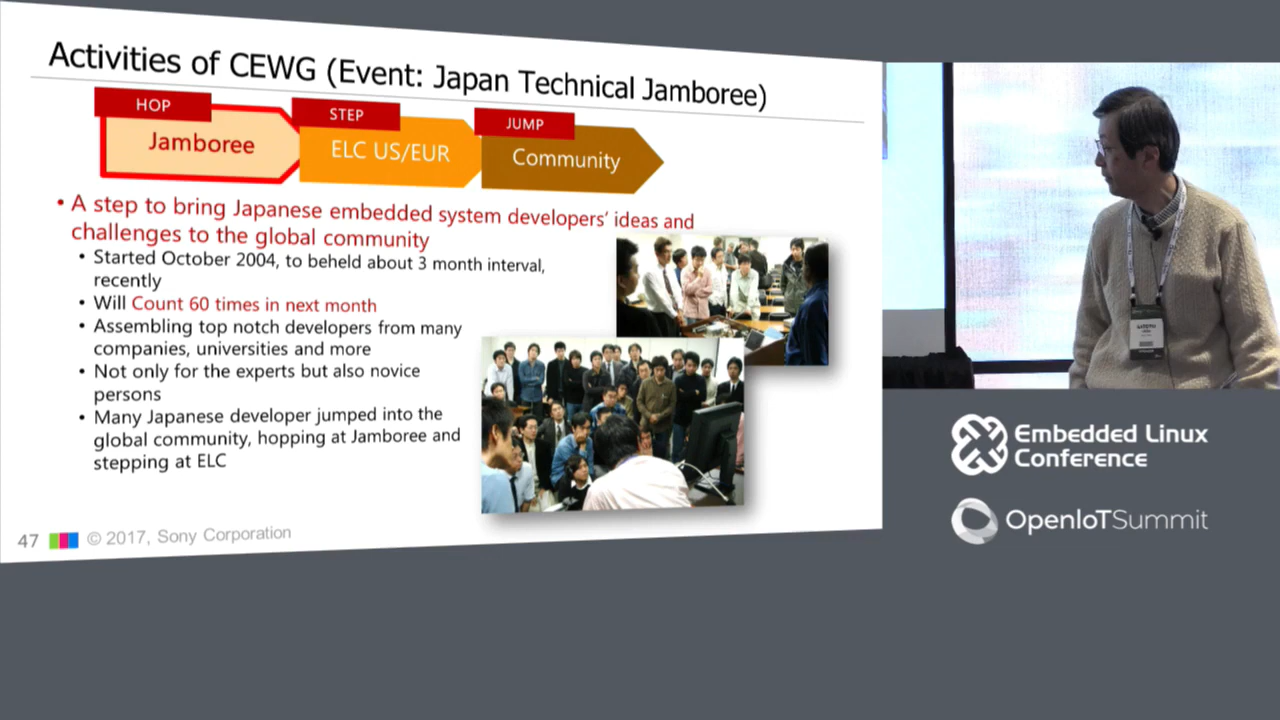 Activities of CEWG (Event: Japan Technical Jamboree)
HOP
STEP
JUMP
Jamboree
ELC US/EUR
Community
• A step to bring Japanese embedded system developers' ideas and
challenges to the global community
• Started October 2004, to beheld about 3 month interval,
recently
• Will Count 60 times in next month
• Assembling top notch developers from many
companies, universities and more
• Not only for the experts but also novice
persons
• Many Japanese developer jumped into the
global community, hopping at Jamboree and
stepping at ELC
47 © 2017, Sony Corporation
Embedded Linux
Conference
OpenIoTSummit